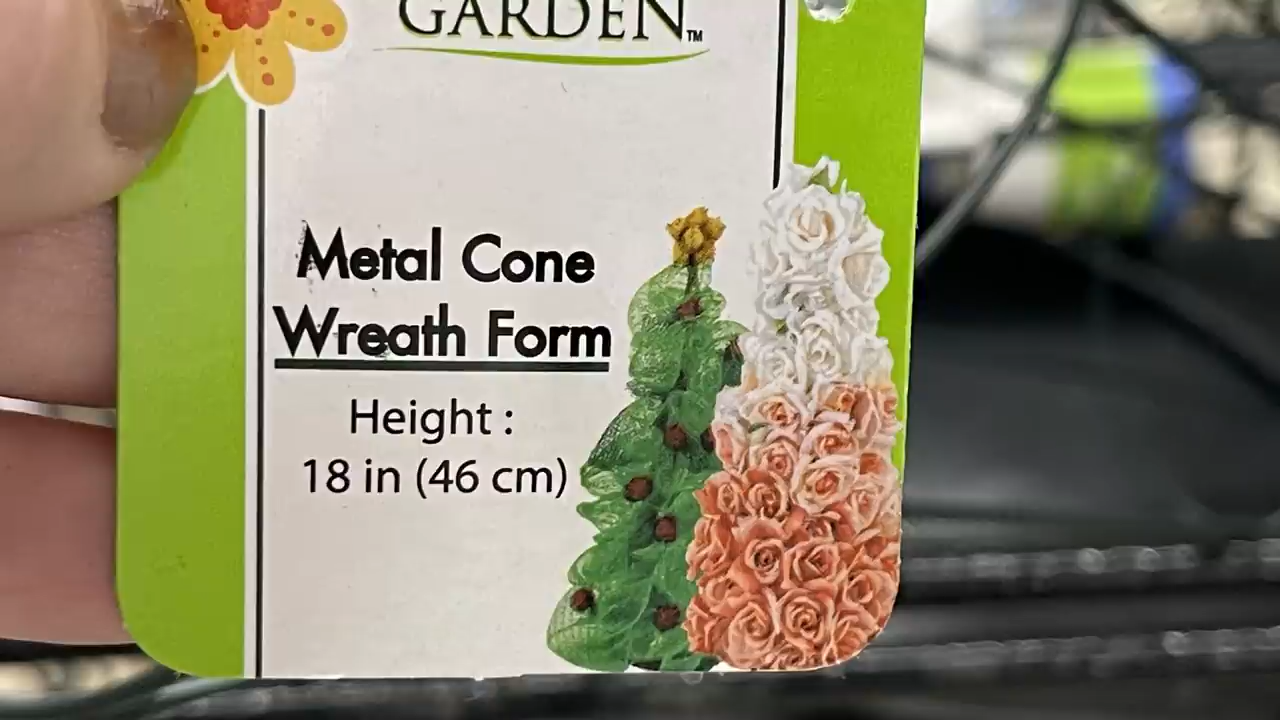 GARDEN™
Metal Cone
Wreath Form
Height :
18 in (46 cm)